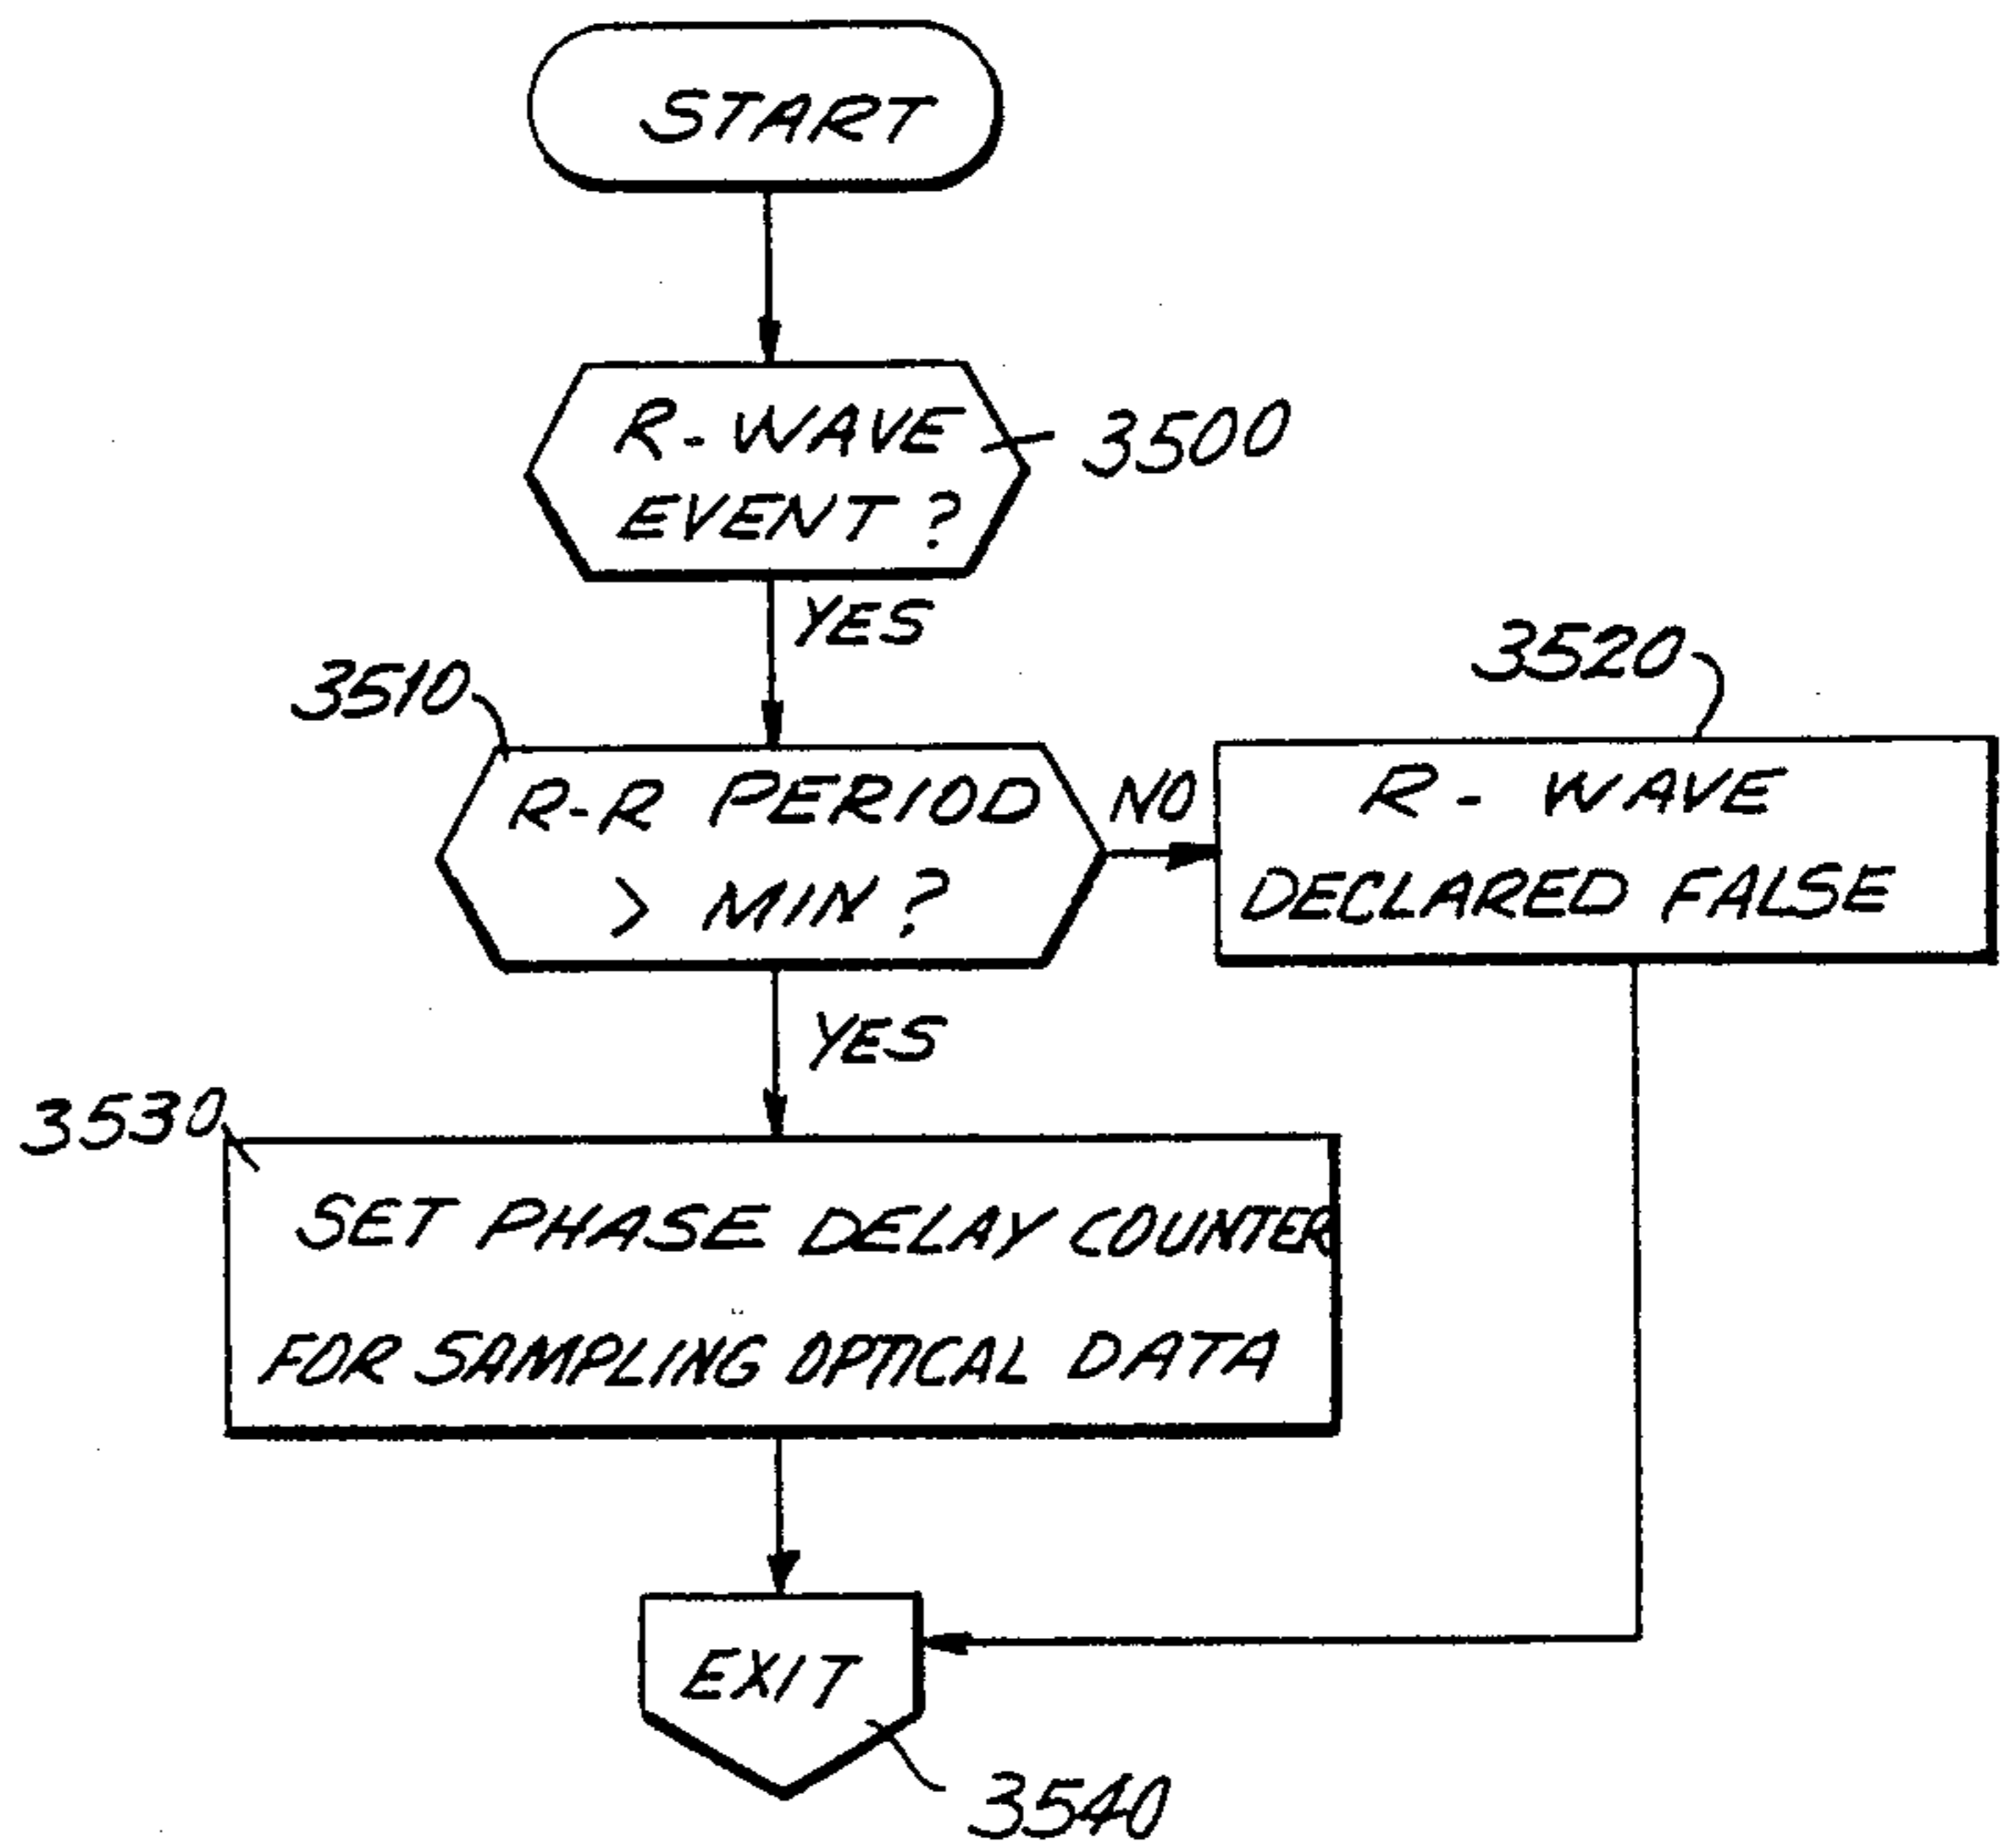 START
R-WAVE
EVENT?
3500
YES
3510
R-R PERIOD
> MIN?
NO
3520
R-WAVE
DECLARED FALSE
YES
3530
SET PHASE DELAY COUNTER
FOR SAMPLING OPTICAL DATA
EXIT
3540